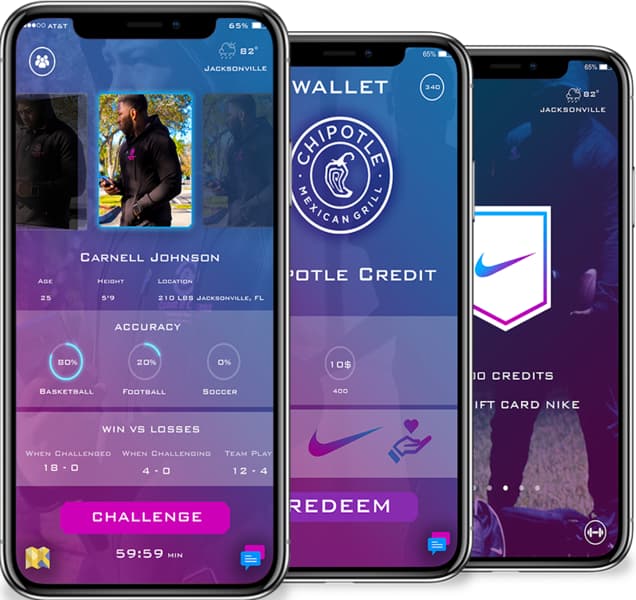 AT&T 65%
82°
JACKSONVILLE
CARNELL JOHNSON
AGE HEIGHT LOCATION
25 5'9 210 LBS JACKSONVILLE, FL
ACCURACY
80% 20% 0%
BASKETBALL FOOTBALL SOCCER
WIN VS LOSSES
WHEN CHALLENGED WHEN CHALLENGING TEAM PLAY
18 - 0 4 - 0 12 - 4
CHALLENGE
59:59 MIN
65%
WALLET 340
CHIPOTLE
MEXICAN GRILL
POTLE CREDIT
10$
400
REDEEM
65%
82°
JACKSONVILLE
00 CREDITS
IFT CARD NIKE